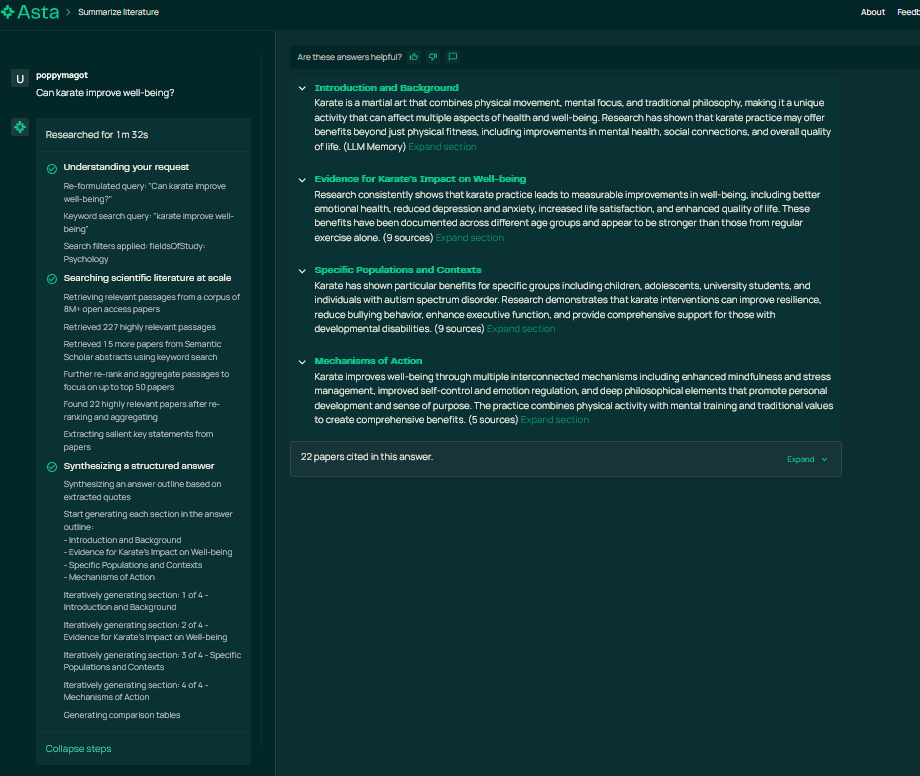 Asta > Summarize literature
About Feedb
poppymagot
U
Can karate improve well-being?
Researched for 1m 32s
Understanding your request
Re-formulated query: "Can karate improve
well-being?"
Keyword search query: "karate improve well-
being"
Search filters applied: fieldsOfStudy:
Psychology
Searching scientific literature at scale
Retrieving relevant passages from a corpus of
8M+ open access papers
Retrieved 227 highly relevant passages
Retrieved 15 more papers from Semantic
Scholar abstracts using keyword search
Further re-rank and aggregate passages to
focus on up to top 50 papers
Found 22 highly relevant papers after re-
ranking and aggregating
Extracting salient key statements from
papers
Synthesizing a structured answer
Synthesizing an answer outline based on
extracted quotes
Start generating each section in the answer
outline:
- Introduction and Background
- Evidence for Karate's Impact on Well-being
- Specific Populations and Contexts
- Mechanisms of Action
Iteratively generating section: 1 of 4 -
Introduction and Background
Iteratively generating section: 2 of 4 -
Evidence for Karate's Impact on Well-being
Iteratively generating section: 3 of 4 - Specific
Populations and Contexts
Iteratively generating section: 4 of 4 -
Mechanisms of Action
Generating comparison tables
Collapse steps
Are these answers helpful?
Introduction and Background
Karate is a martial art that combines physical movement, mental focus, and traditional philosophy, making it a unique
activity that can affect multiple aspects of health and well-being. Research has shown that karate practice may offer
benefits beyond just physical fitness, including improvements in mental health, social connections, and overall quality
of life. (LLM Memory) Expand section
Evidence for Karate's Impact on Well-being
Research consistently shows that karate practice leads to measurable improvements in well-being, including better
emotional health, reduced depression and anxiety, increased life satisfaction, and enhanced quality of life. These
benefits have been documented across different age groups and appear to be stronger than those from regular
exercise alone. (9 sources) Expand section
Specific Populations and Contexts
Karate has shown particular benefits for specific groups including children, adolescents, university students, and
individuals with autism spectrum disorder. Research demonstrates that karate interventions can improve resilience,
reduce bullying behavior, enhance executive function, and provide comprehensive support for those with
developmental disabilities. (9 sources) Expand section
Mechanisms of Action
Karate improves well-being through multiple interconnected mechanisms including enhanced mindfulness and stress
management, improved self-control and emotion regulation, and deep philosophical elements that promote personal
development and sense of purpose. The practice combines physical activity with mental training and traditional values
to create comprehensive benefits. (5 sources) Expand section
22 papers cited in this answer.
Expand